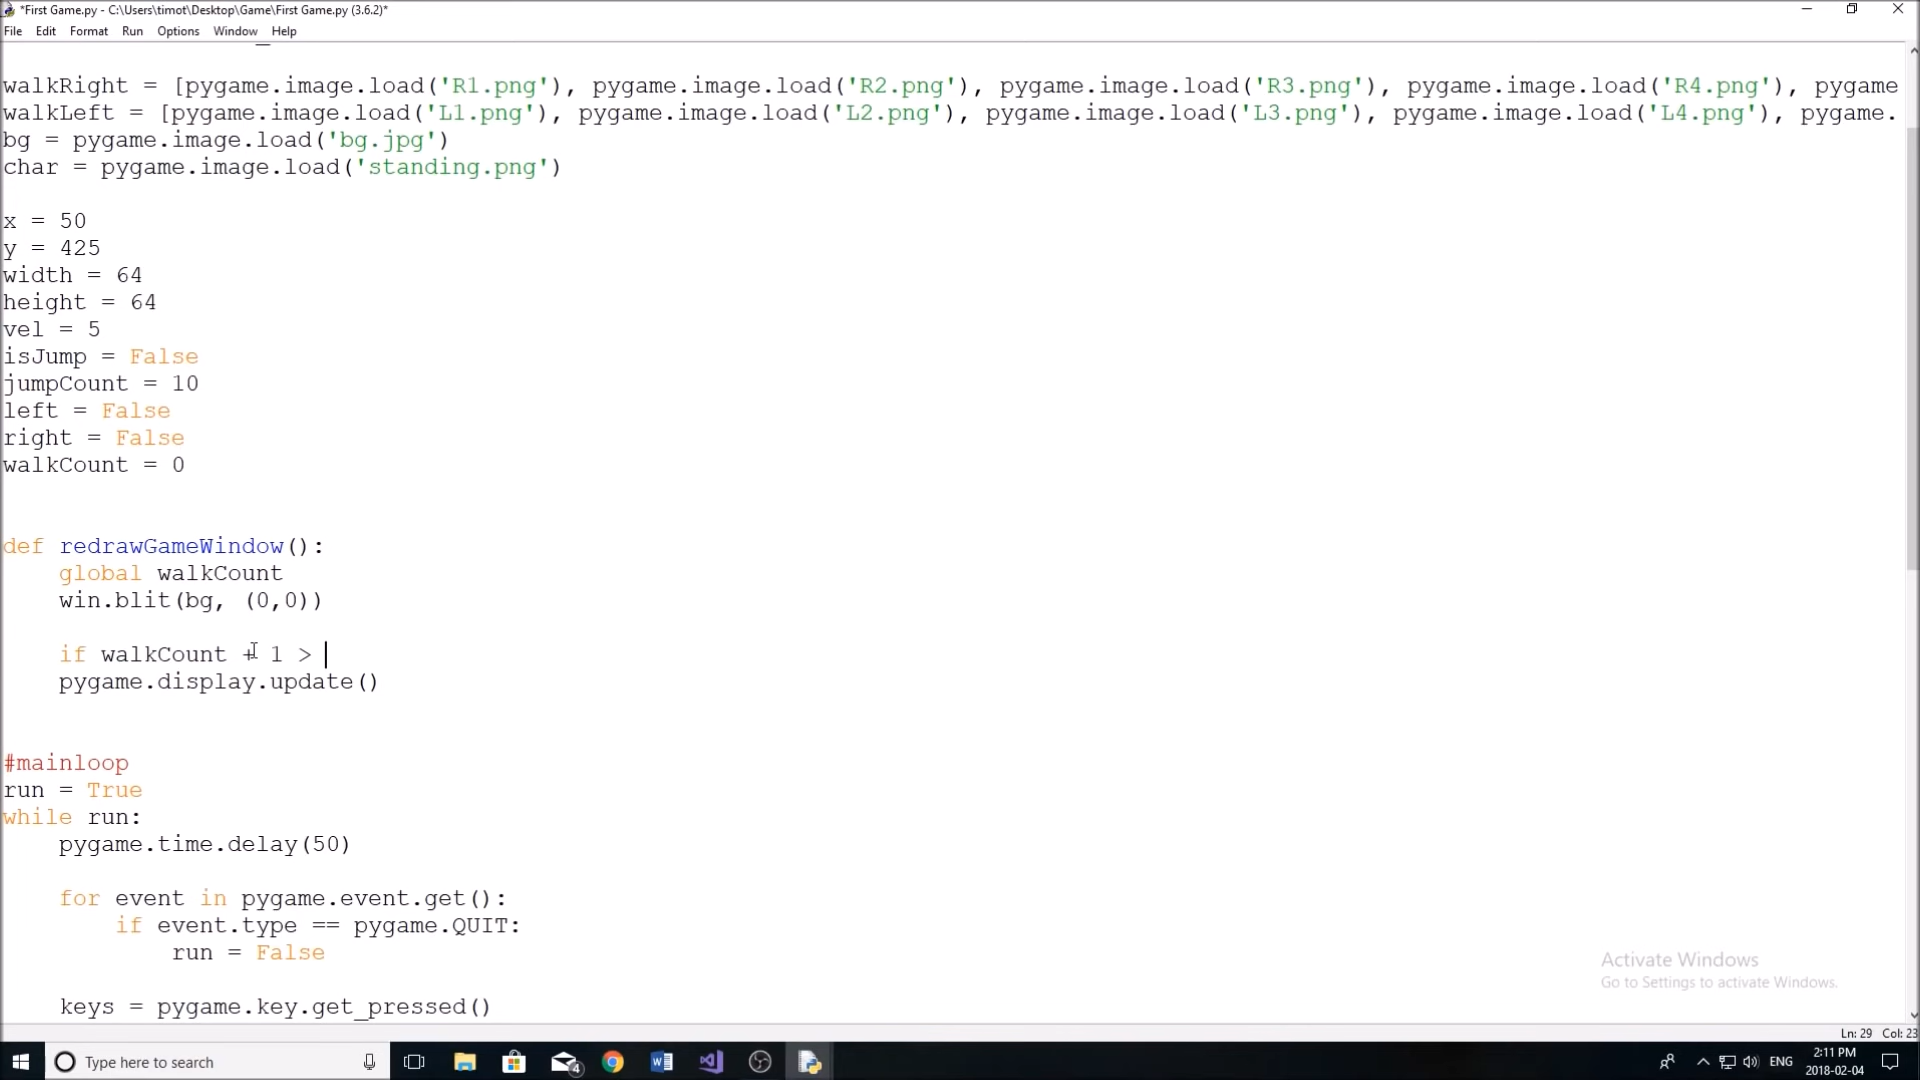 *First Game.py - C:\Users\timot\Desktop\Game\First Game.py (3.6.2)*
File Edit Format Run Options Window Help
walkRight = [pygame.image.load('R1.png'), pygame.image.load('R2.png'), pygame.image.load('R3.png'), pygame.image.load('R4.png'), pygame
walkLeft = [pygame.image.load('L1.png'), pygame.image.load('L2.png'), pygame.image.load('L3.png'), pygame.image.load('L4.png'), pygame.
bg = pygame.image.load('bg.jpg')
char = pygame.image.load('standing.png')
x = 50
y = 425
width = 64
height = 64
vel = 5
isJump = False
jumpCount = 10
left = False
right = False
walkCount = 0
def redrawGameWindow():
    global walkCount
    win.blit(bg, (0,0))
    if walkCount + 1 >
    pygame.display.update()
#mainloop
run = True
while run:
    pygame.time.delay(50)
    for event in pygame.event.get():
        if event.type == pygame.QUIT:
            run = False
    keys = pygame.key.get_pressed()
Activate Windows
Go to Settings to activate Windows.
Ln: 29 Col: 23
Type here to search
4
ENG
2:11 PM
2018-02-04